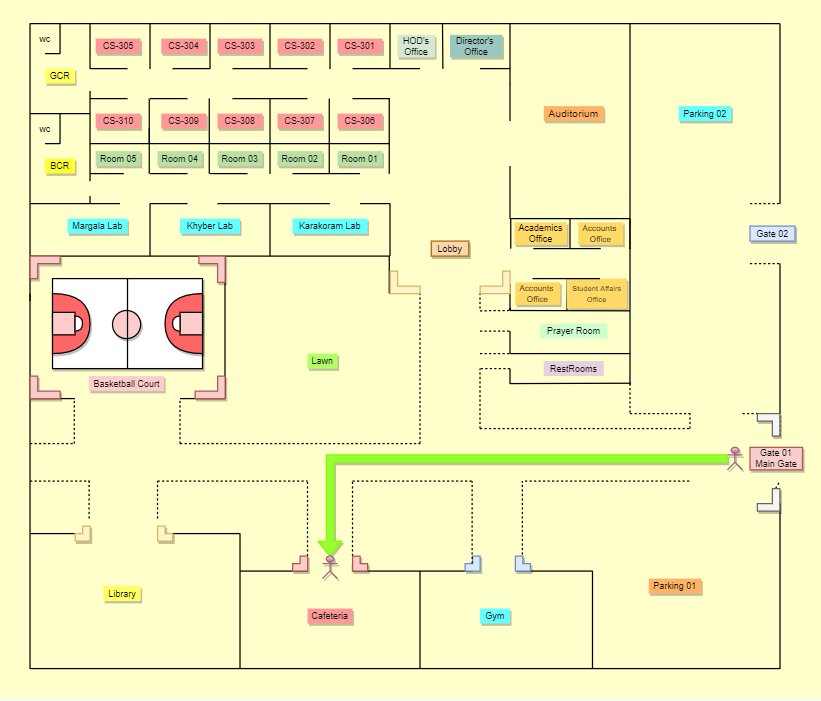 wc
CS-305
CS-304
CS-303
CS-302
CS-301
HOD's
Office
Director's
Office
GCR
Auditorium
Parking 02
wc
CS-310
CS-309
CS-308
CS-307
CS-306
BCR
Room 05
Room 04
Room 03
Room 02
Room 01
Margala Lab
Khyber Lab
Karakoram Lab
Lobby
Academics
Office
Accounts
Office
Gate 02
Accounts
Office
Student Affairs
Office
Prayer Room
RestRooms
Lawn
Basketball Court
Gate 01
Main Gate
Library
Cafeteria
Gym
Parking 01